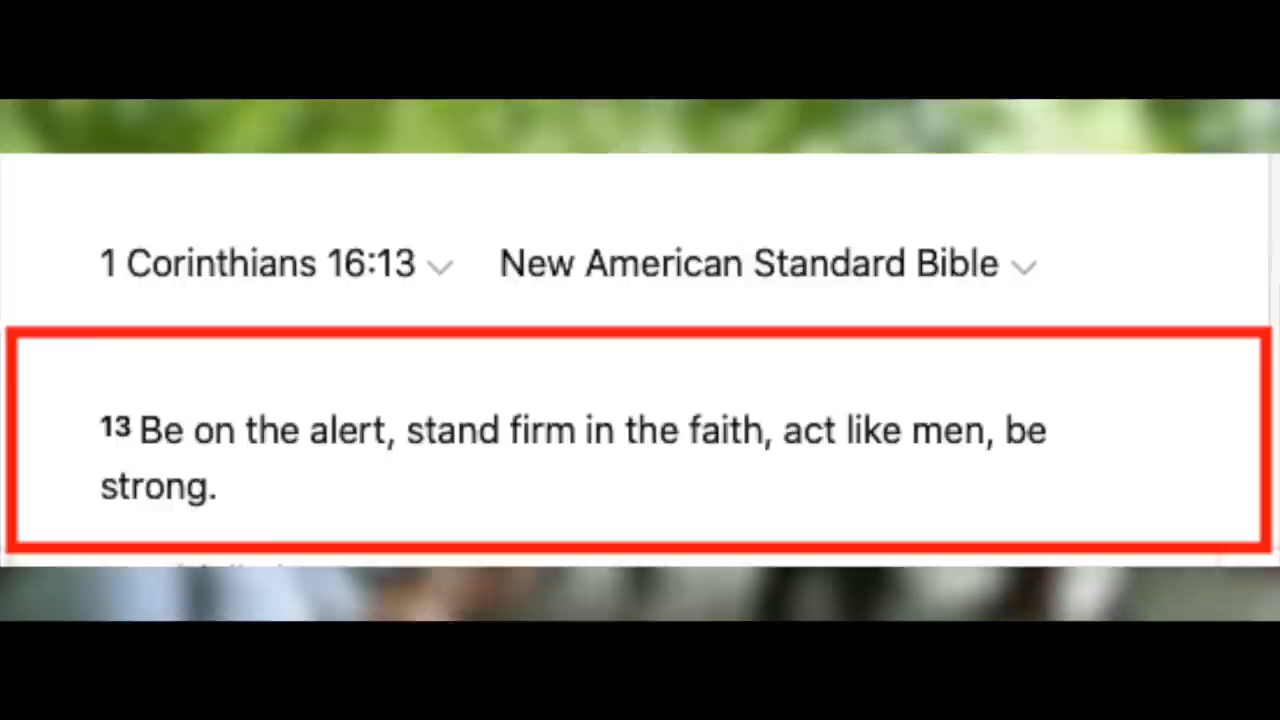 1 Corinthians 16:13 New American Standard Bible
13 Be on the alert, stand firm in the faith, act like men, be
strong.